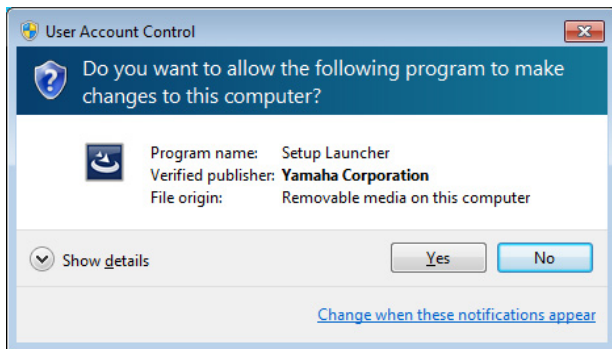 User Account Control
Do you want to allow the following program to make
changes to this computer?
Program name: Setup Launcher
Verified publisher: Yamaha Corporation
File origin: Removable media on this computer
Show details
Yes
No
Change when these notifications appear